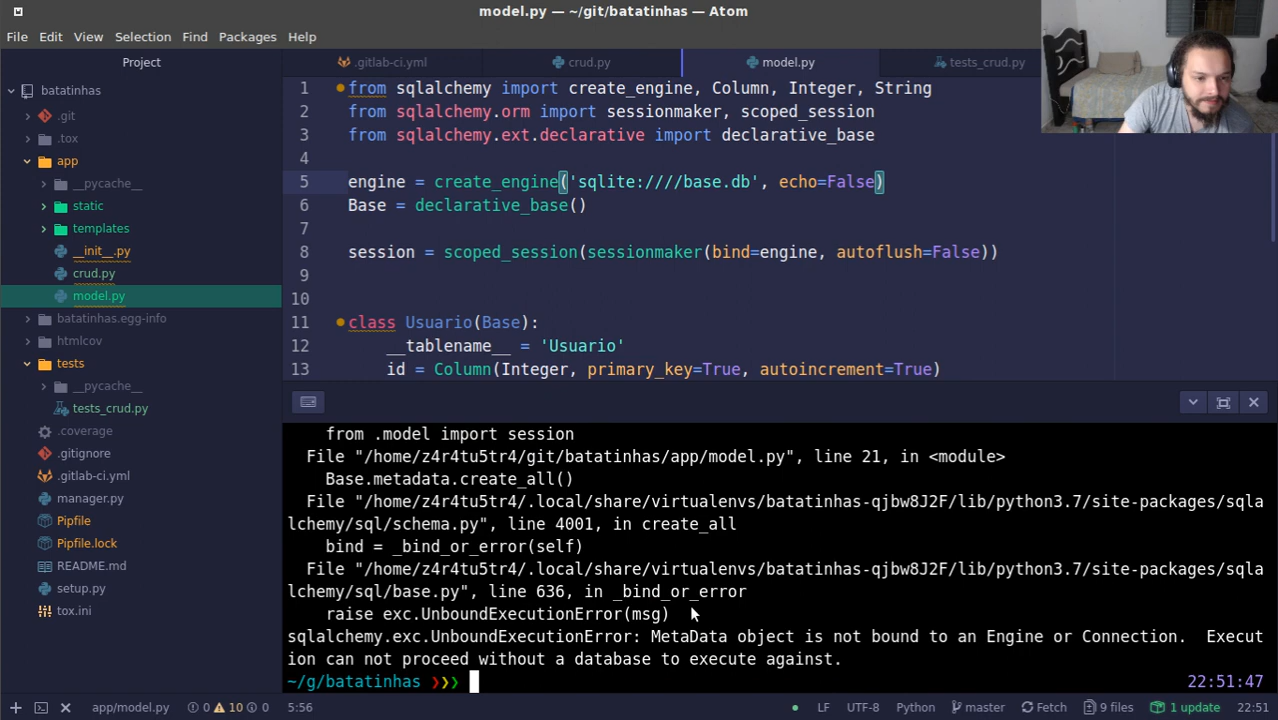 model.py — ~/git/batatinhas — Atom
File Edit View Selection Find Packages Help
Project
.gitlab-ci.yml
crud.py
model.py
tests_crud.py
batatinhas
.git
.tox
app
__pycache__
static
templates
__init__.py
crud.py
model.py
batatinhas.egg-info
htmlcov
tests
__pycache__
tests_crud.py
.coverage
.gitignore
.gitlab-ci.yml
manager.py
Pipfile
Pipfile.lock
README.md
setup.py
tox.ini
1 from sqlalchemy import create_engine, Column, Integer, String
2 from sqlalchemy.orm import sessionmaker, scoped_session
3 from sqlalchemy.ext.declarative import declarative_base
4
5 engine = create_engine('sqlite:////base.db', echo=False)
6 Base = declarative_base()
7
8 session = scoped_session(sessionmaker(bind=engine, autoflush=False))
9
10
11 class Usuario(Base):
12 __tablename__ = 'Usuario'
13 id = Column(Integer, primary_key=True, autoincrement=True)
from .model import session
File "/home/z4r4tu5tr4/git/batatinhas/app/model.py", line 21, in <module>
Base.metadata.create_all()
File "/home/z4r4tu5tr4/.local/share/virtualenvs/batatinhas-qjbw8J2F/lib/python3.7/site-packages/sqla
lchemy/sql/schema.py", line 4001, in create_all
bind = _bind_or_error(self)
File "/home/z4r4tu5tr4/.local/share/virtualenvs/batatinhas-qjbw8J2F/lib/python3.7/site-packages/sqla
lchemy/sql/base.py", line 636, in _bind_or_error
raise exc.UnboundExecutionError(msg)
sqlalchemy.exc.UnboundExecutionError: MetaData object is not bound to an Engine or Connection.  Execut
ion can not proceed without a database to execute against.
~/g/batatinhas ❯❯❯ 22:51:47
app/model.py 0 10 0 5:56 LF UTF-8 Python master Fetch 9 files 1 update 22:51